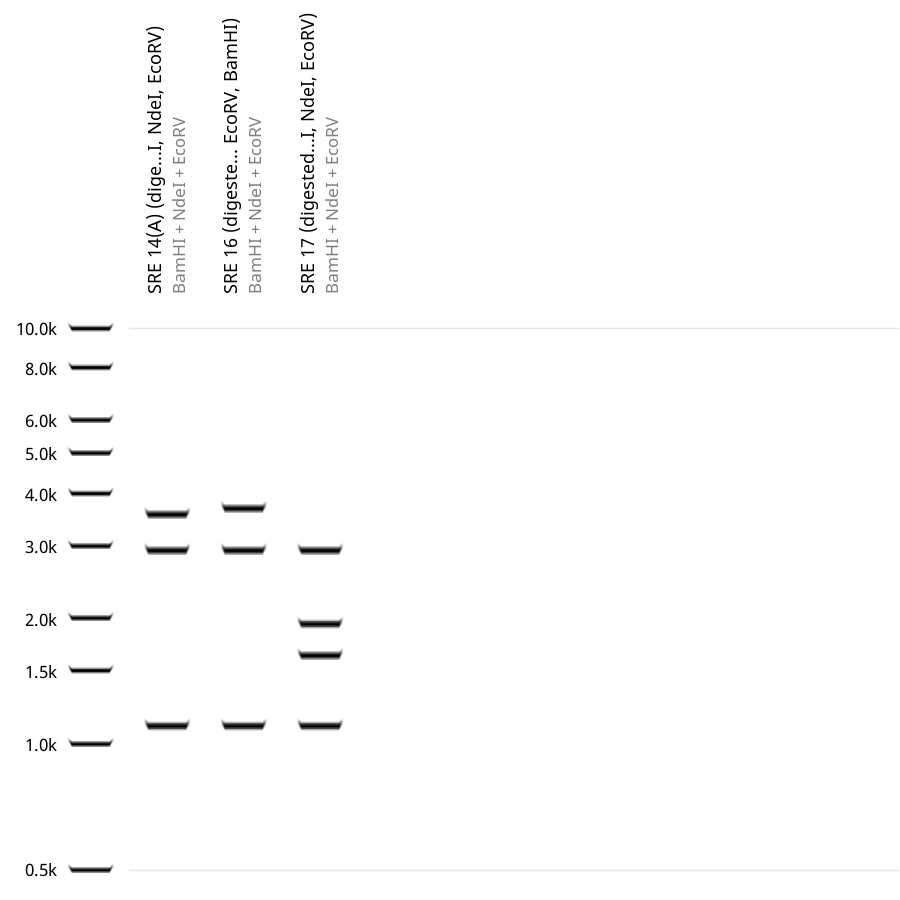 SRE 14(A) (dige...I, NdeI, EcoRV)
BamHI + NdeI + EcoRV
SRE 16 (digeste... EcoRV, BamHI)
BamHI + NdeI + EcoRV
SRE 17 (digested...I, NdeI, EcoRV)
BamHI + NdeI + EcoRV
10.0k
8.0k
6.0k
5.0k
4.0k
3.0k
2.0k
1.5k
1.0k
0.5k